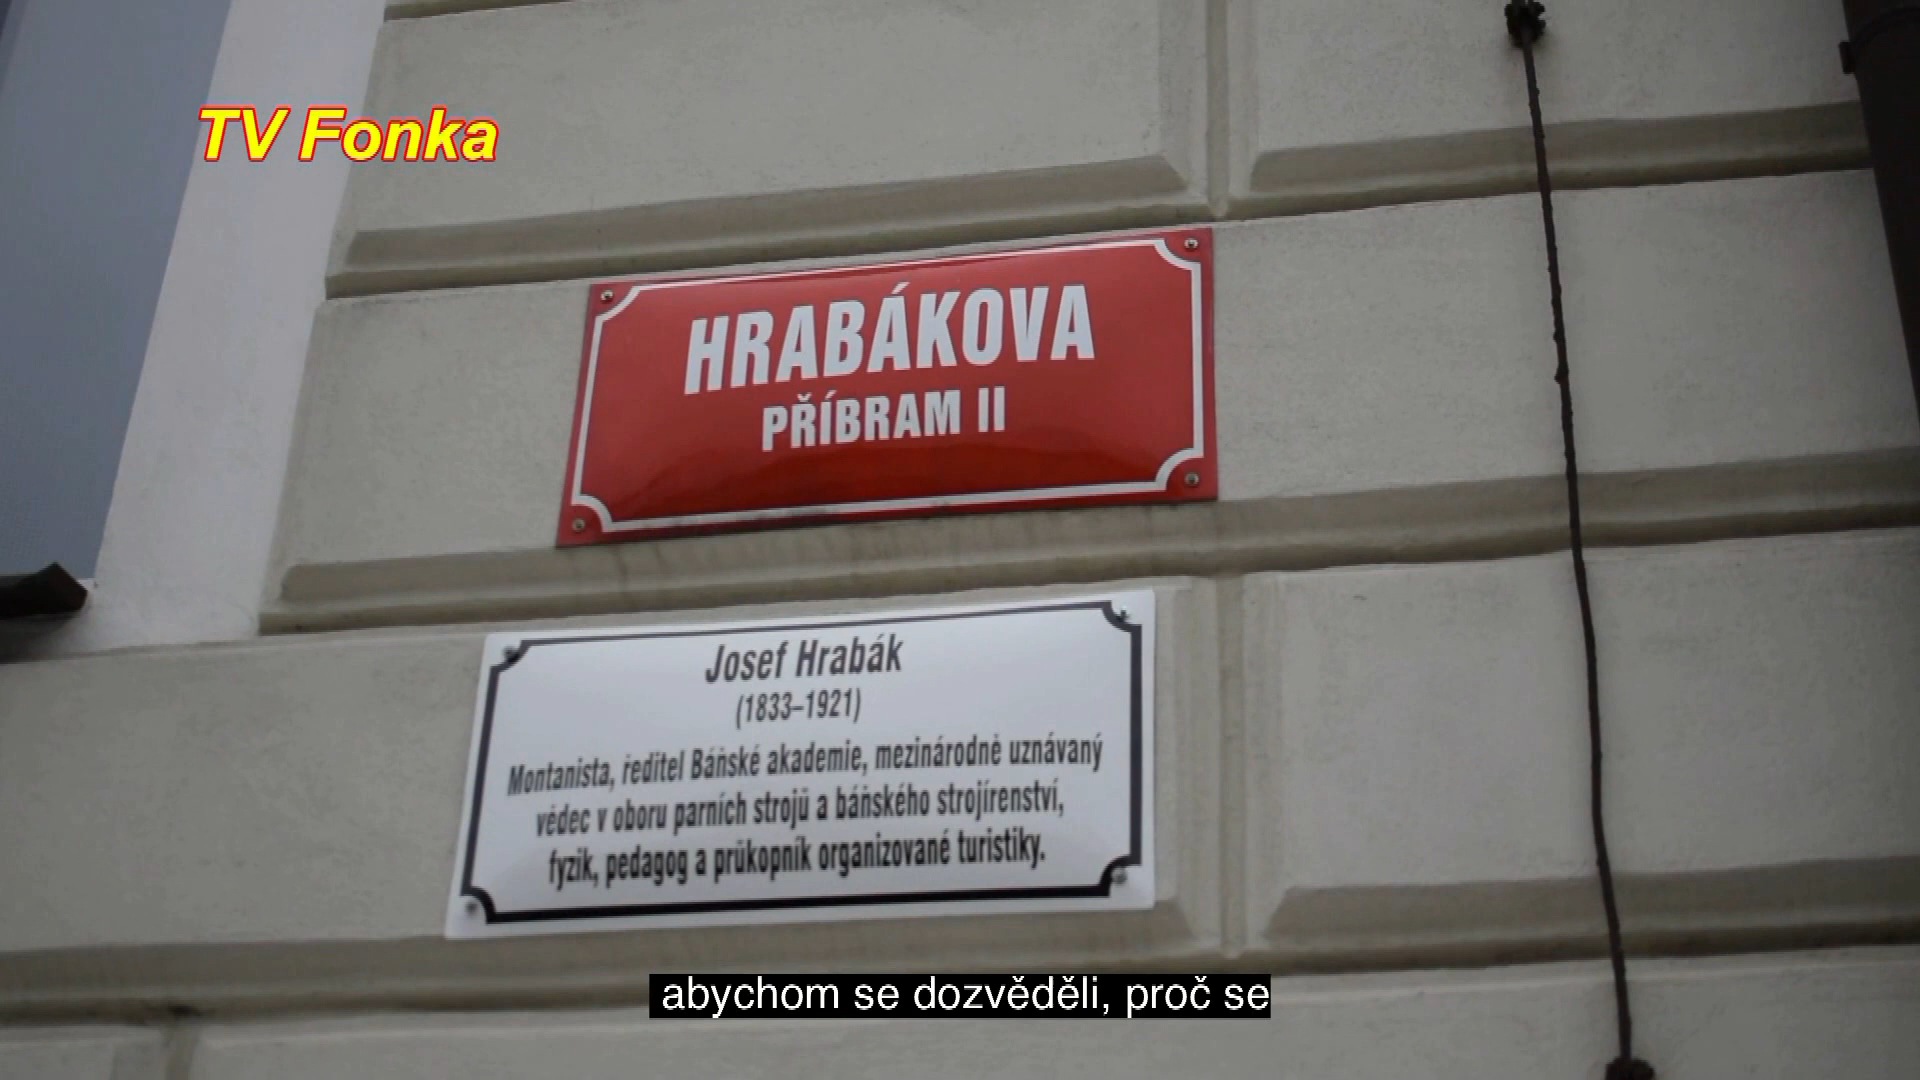 TV Fonka
HRABÁKOVA
PŘÍBRAM II
Josef Hrabák
(1833–1921)
Montanista, ředitel Báňské akademie, mezinárodně uznávaný
vědec v oboru parních strojů a báňského strojírenství,
fyzik, pedagog a průkopník organizované turistiky.
abychom se dozvěděli, proč se